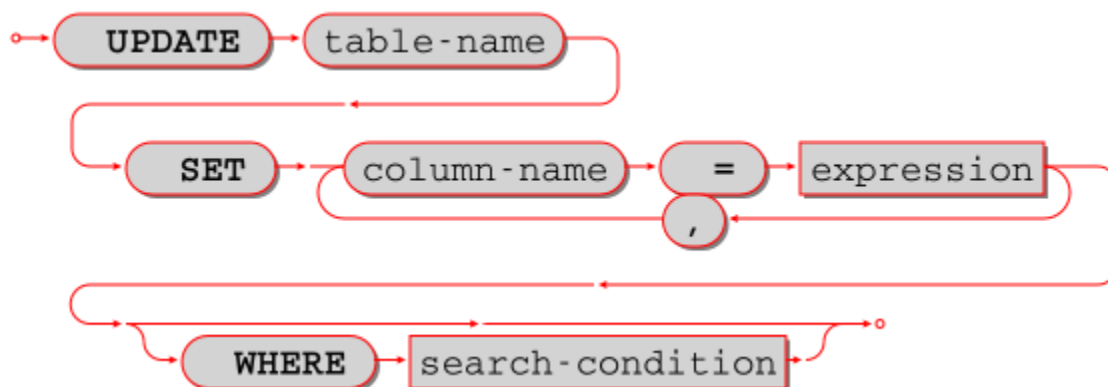 UPDATE table-name
SET column-name = expression
,
WHERE search-condition